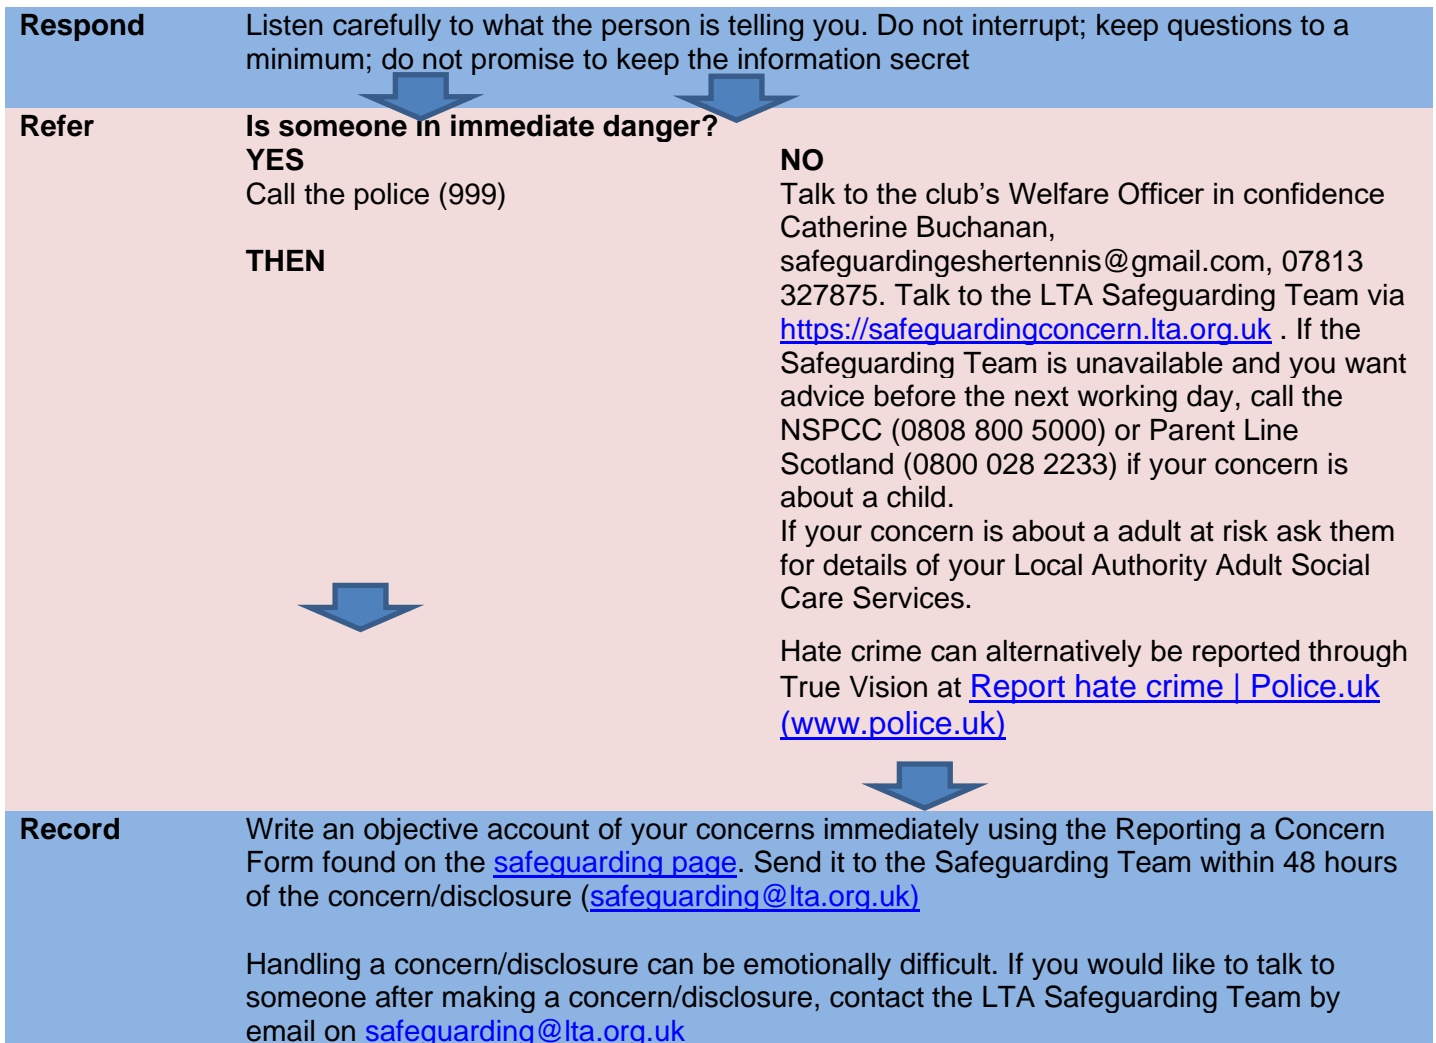 Respond
Listen carefully to what the person is telling you. Do not interrupt; keep questions to a
minimum; do not promise to keep the information secret
Refer
Is someone in immediate danger?
YES
Call the police (999)
THEN
NO
Talk to the club’s Welfare Officer in confidence
Catherine Buchanan,
safeguardingeshertennis@gmail.com, 07813
327875. Talk to the LTA Safeguarding Team via
https://safeguardingconcern.lta.org.uk . If the
Safeguarding Team is unavailable and you want
advice before the next working day, call the
NSPCC (0808 800 5000) or Parent Line
Scotland (0800 028 2233) if your concern is
about a child.
If your concern is about a adult at risk ask them
for details of your Local Authority Adult Social
Care Services.
Hate crime can alternatively be reported through
True Vision at Report hate crime | Police.uk
(www.police.uk)
Record
Write an objective account of your concerns immediately using the Reporting a Concern
Form found on the safeguarding page. Send it to the Safeguarding Team within 48 hours
of the concern/disclosure (safeguarding@lta.org.uk)
Handling a concern/disclosure can be emotionally difficult. If you would like to talk to
someone after making a concern/disclosure, contact the LTA Safeguarding Team by
email on safeguarding@lta.org.uk